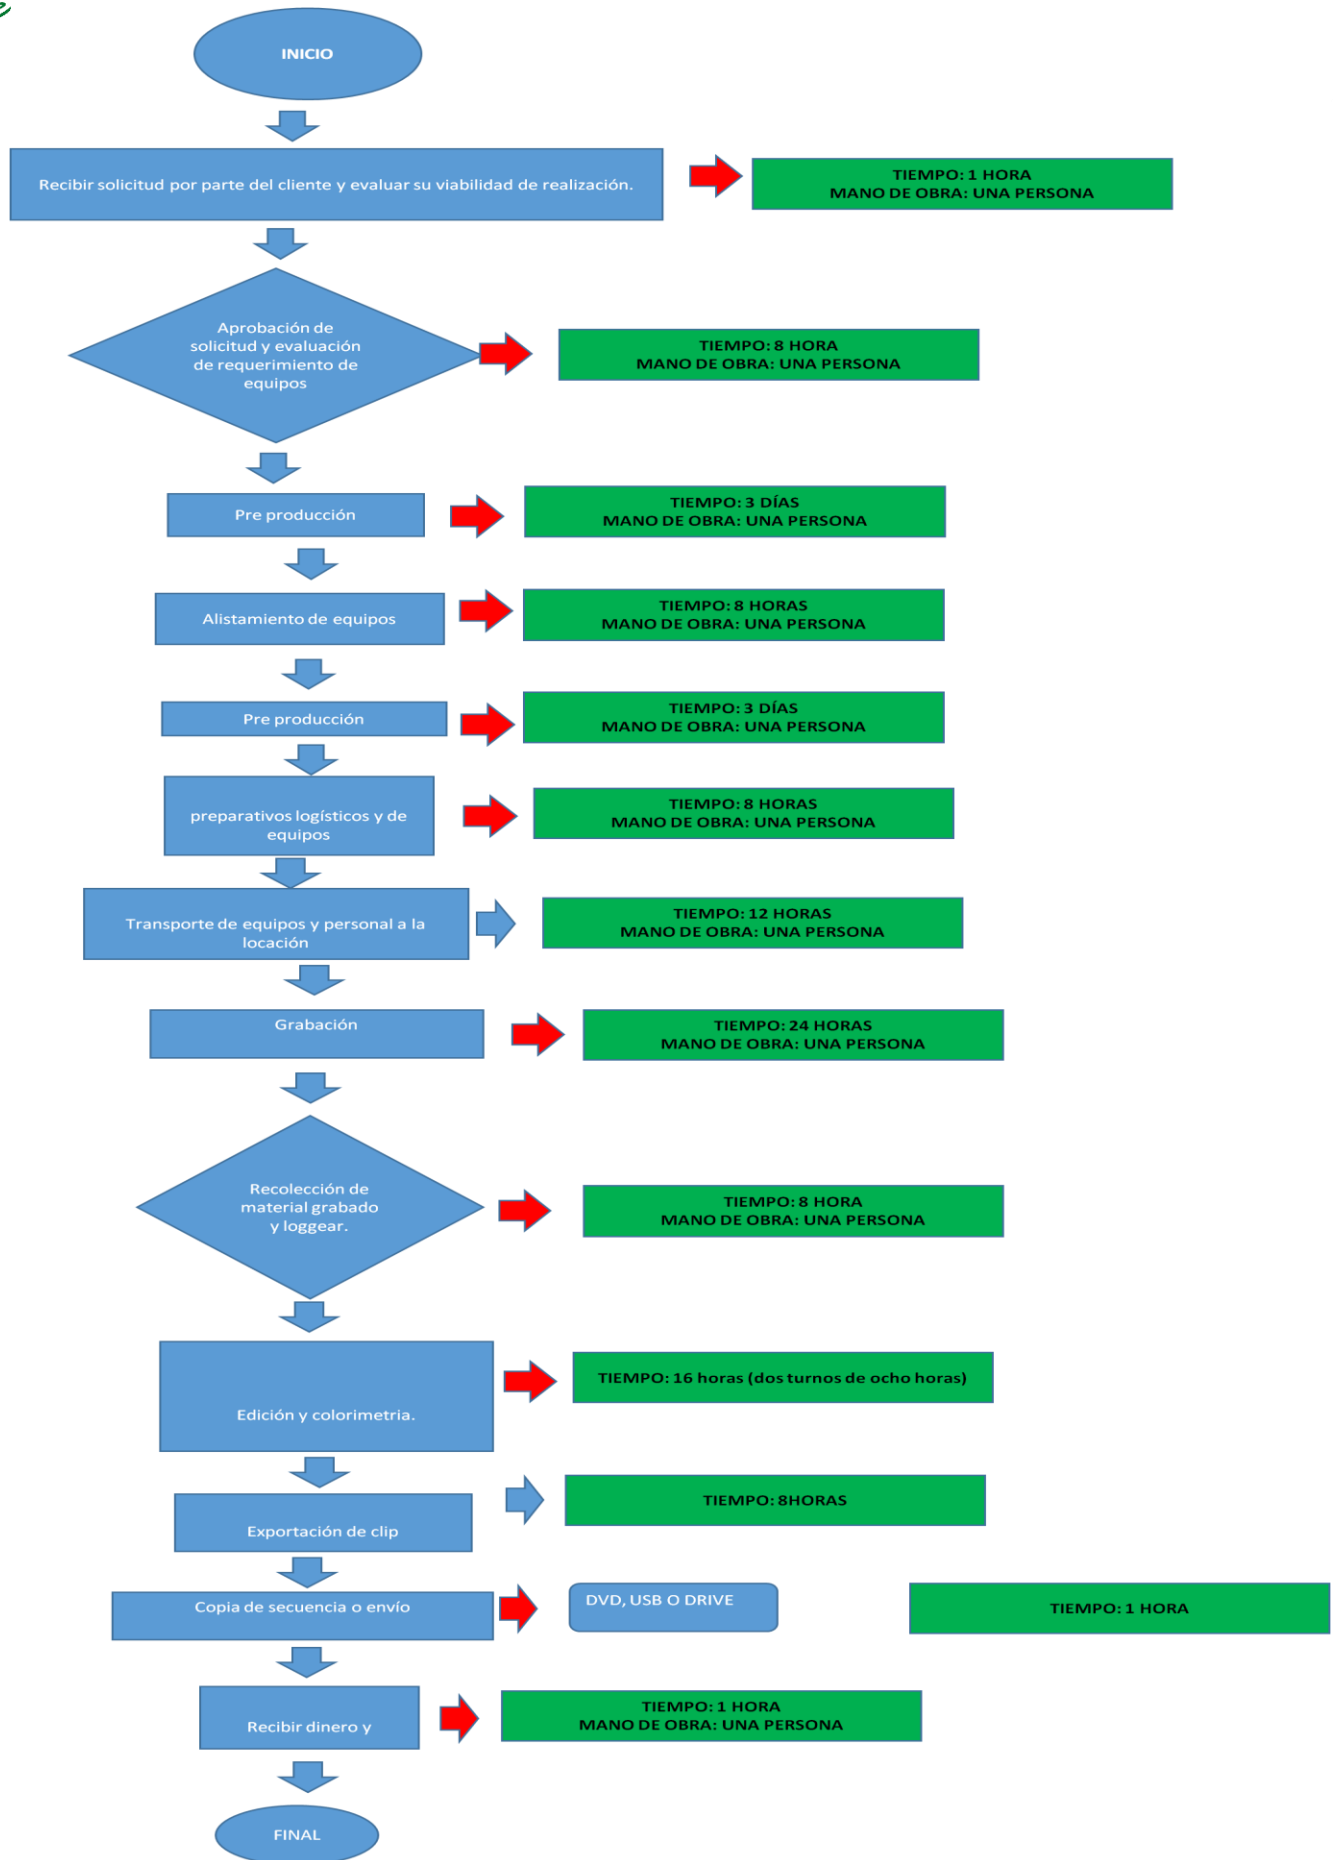 INICIO
Recibir solicitud por parte del cliente y evaluar su viabilidad de realización.
TIEMPO: 1 HORA
MANO DE OBRA: UNA PERSONA
Aprobación de
solicitud y evaluación
de requerimiento de
equipos
TIEMPO: 8 HORA
MANO DE OBRA: UNA PERSONA
Pre producción
TIEMPO: 3 DÍAS
MANO DE OBRA: UNA PERSONA
Alistamiento de equipos
TIEMPO: 8 HORAS
MANO DE OBRA: UNA PERSONA
Pre producción
TIEMPO: 3 DÍAS
MANO DE OBRA: UNA PERSONA
preparativos logísticos y de
equipos
TIEMPO: 8 HORAS
MANO DE OBRA: UNA PERSONA
Transporte de equipos y personal a la
locación
TIEMPO: 12 HORAS
MANO DE OBRA: UNA PERSONA
Grabación
TIEMPO: 24 HORAS
MANO DE OBRA: UNA PERSONA
Recolección de
material grabado
y loggear.
TIEMPO: 8 HORA
MANO DE OBRA: UNA PERSONA
Edición y colorimetria.
TIEMPO: 16 horas (dos turnos de ocho horas)
Exportación de clip
TIEMPO: 8HORAS
Copia de secuencia o envío
DVD, USB O DRIVE
TIEMPO: 1 HORA
Recibir dinero y
TIEMPO: 1 HORA
MANO DE OBRA: UNA PERSONA
FINAL